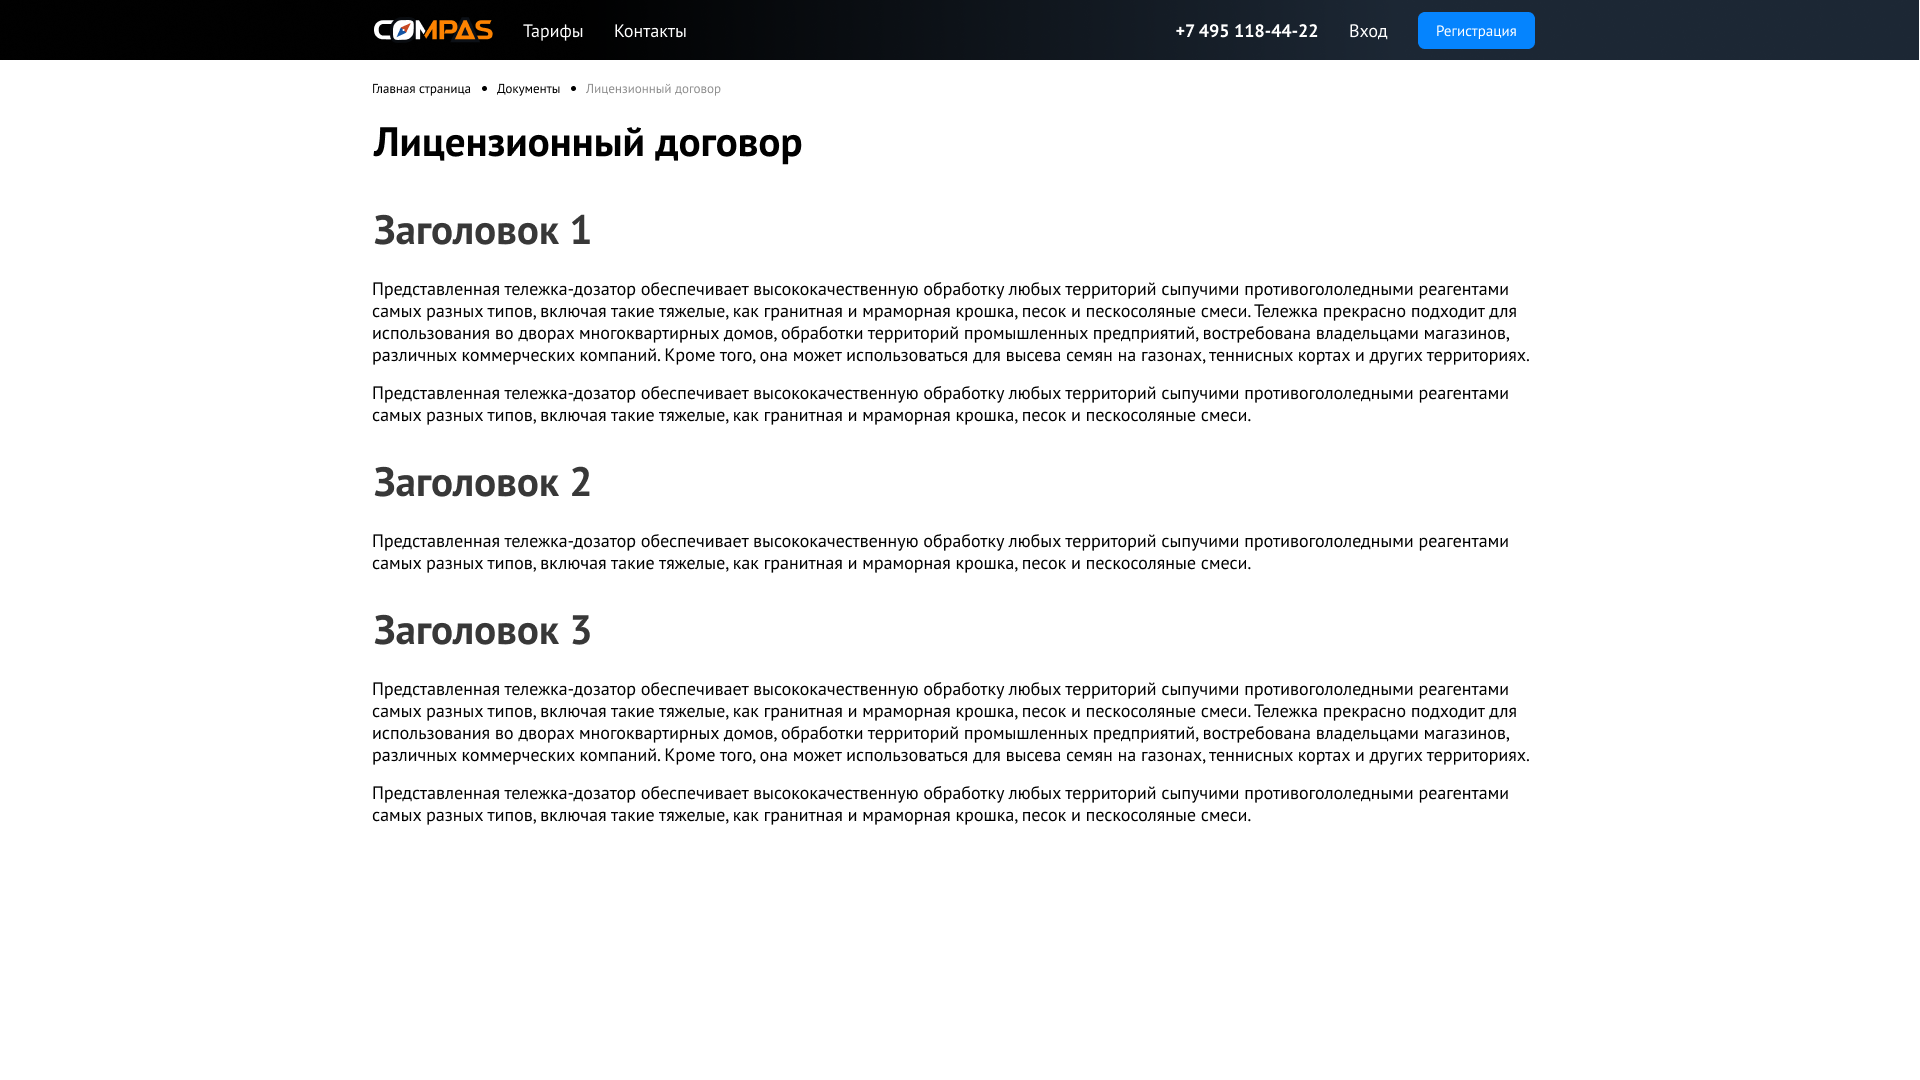 COMPAS Тарифы Контакты +7 495 118-44-22 Вход Регистрация
Главная страница • Документы • Лицензионный договор
Лицензионный договор
Заголовок 1
Представленная тележка-дозатор обеспечивает высококачественную обработку любых территорий сыпучими противогололедными реагентами
самых разных типов, включая такие тяжелые, как гранитная и мраморная крошка, песок и пескосоляные смеси. Тележка прекрасно подходит для
использования во дворах многоквартирных домов, обработки территорий промышленных предприятий, востребована владельцами магазинов,
различных коммерческих компаний. Кроме того, она может использоваться для высева семян на газонах, теннисных кортах и других территориях.
Представленная тележка-дозатор обеспечивает высококачественную обработку любых территорий сыпучими противогололедными реагентами
самых разных типов, включая такие тяжелые, как гранитная и мраморная крошка, песок и пескосоляные смеси.
Заголовок 2
Представленная тележка-дозатор обеспечивает высококачественную обработку любых территорий сыпучими противогололедными реагентами
самых разных типов, включая такие тяжелые, как гранитная и мраморная крошка, песок и пескосоляные смеси.
Заголовок 3
Представленная тележка-дозатор обеспечивает высококачественную обработку любых территорий сыпучими противогололедными реагентами
самых разных типов, включая такие тяжелые, как гранитная и мраморная крошка, песок и пескосоляные смеси. Тележка прекрасно подходит для
использования во дворах многоквартирных домов, обработки территорий промышленных предприятий, востребована владельцами магазинов,
различных коммерческих компаний. Кроме того, она может использоваться для высева семян на газонах, теннисных кортах и других территориях.
Представленная тележка-дозатор обеспечивает высококачественную обработку любых территорий сыпучими противогололедными реагентами
самых разных типов, включая такие тяжелые, как гранитная и мраморная крошка, песок и пескосоляные смеси.